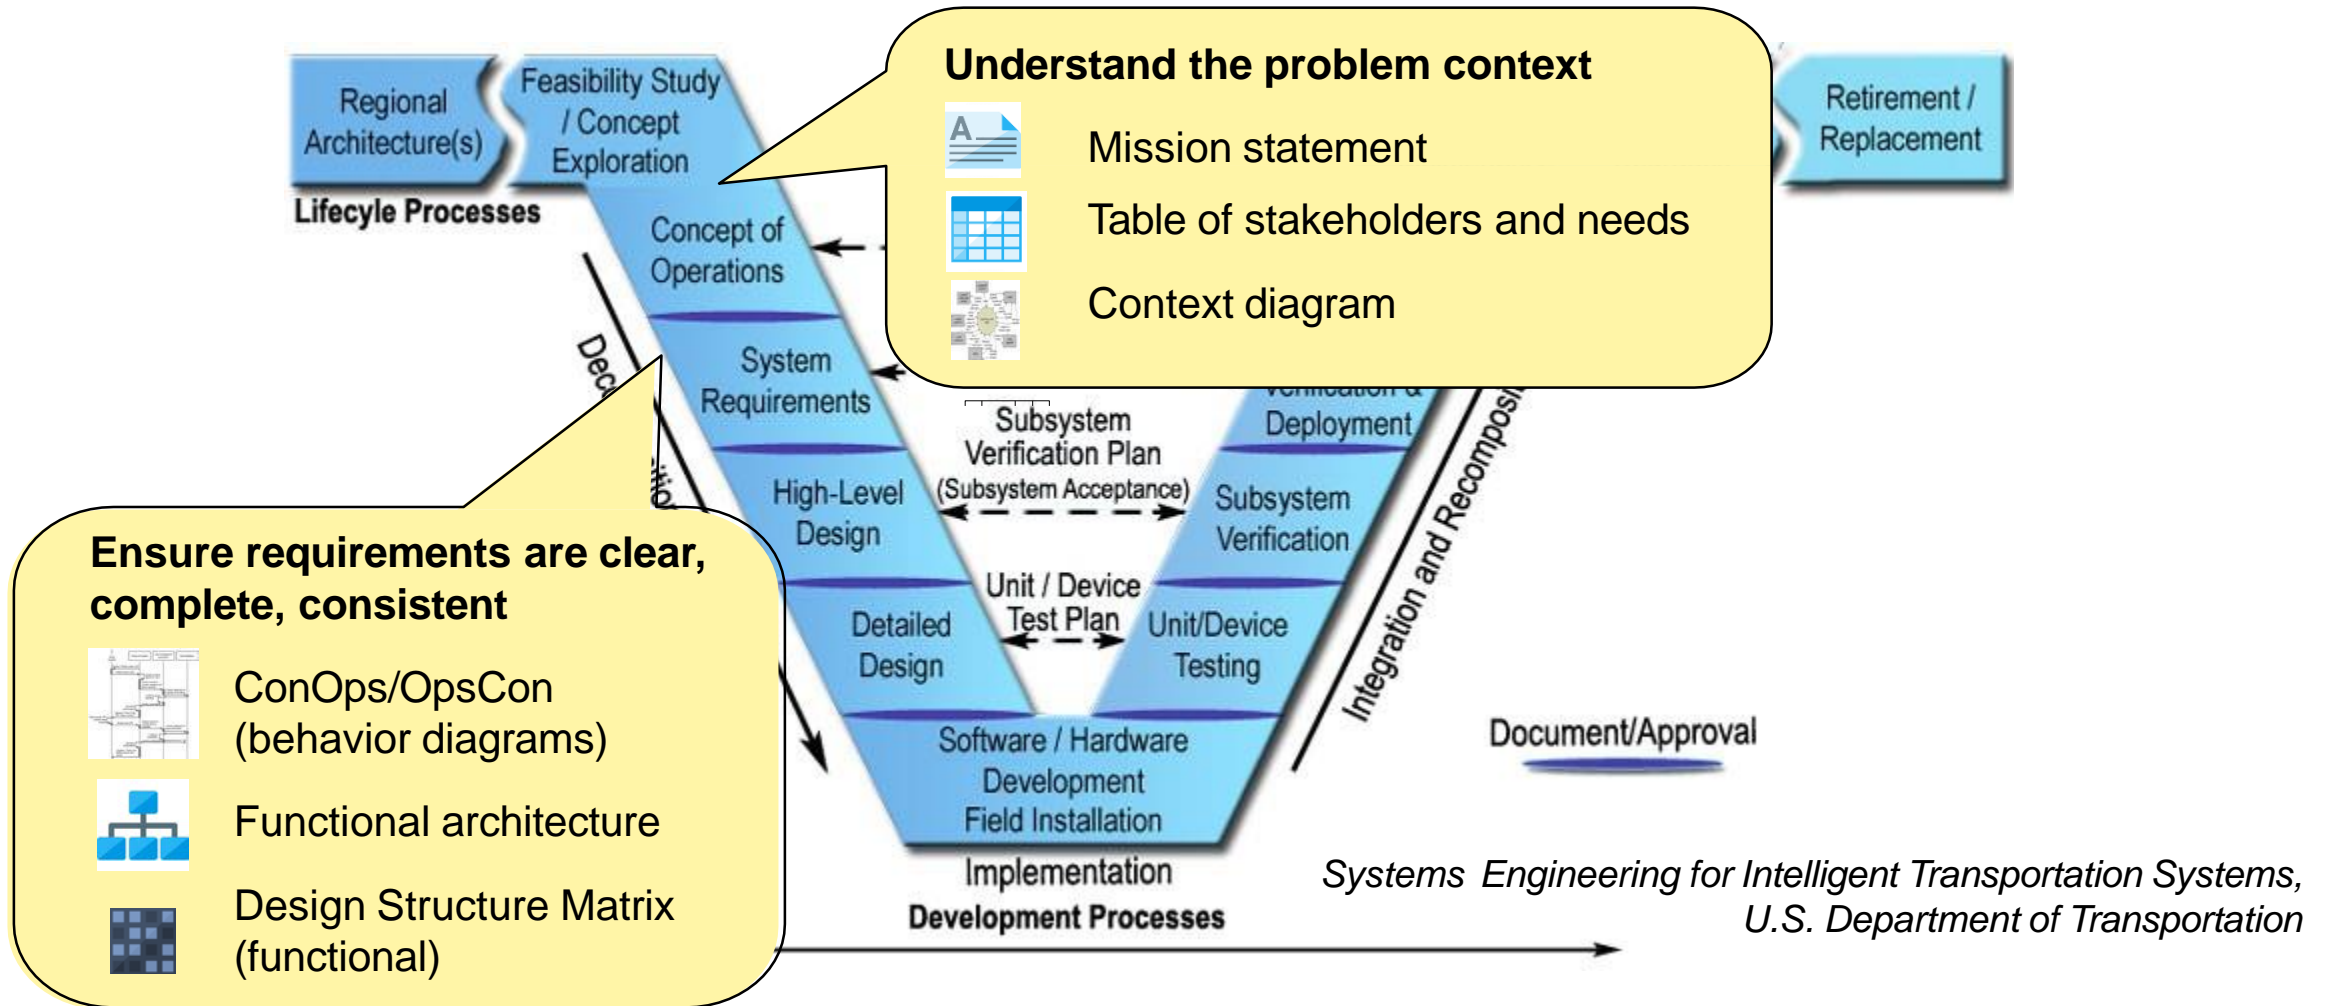 Regional
Architecture(s)
Feasibility Study
/ Concept
Exploration
Lifecyle Processes
Understand the problem context
A
Mission statement
Table of stakeholders and needs
Context diagram
Retirement /
Replacement
Concept of
Operations
System
Requirements
High-Level
Design
Detailed
Design
Subsystem
Verification Plan
(Subsystem Acceptance)
Unit / Device
Test Plan
Verification &
Deployment
Subsystem
Verification
Unit/Device
Testing
Software / Hardware
Development
Field Installation
Implementation
Development Processes
Integration and
Document/Approval
Ensure requirements are clear,
complete, consistent
ConOps/OpsCon
(behavior diagrams)
Functional architecture
Design Structure Matrix
(functional)
Systems Engineering for Intelligent Transportation Systems,
U.S. Department of Transportation